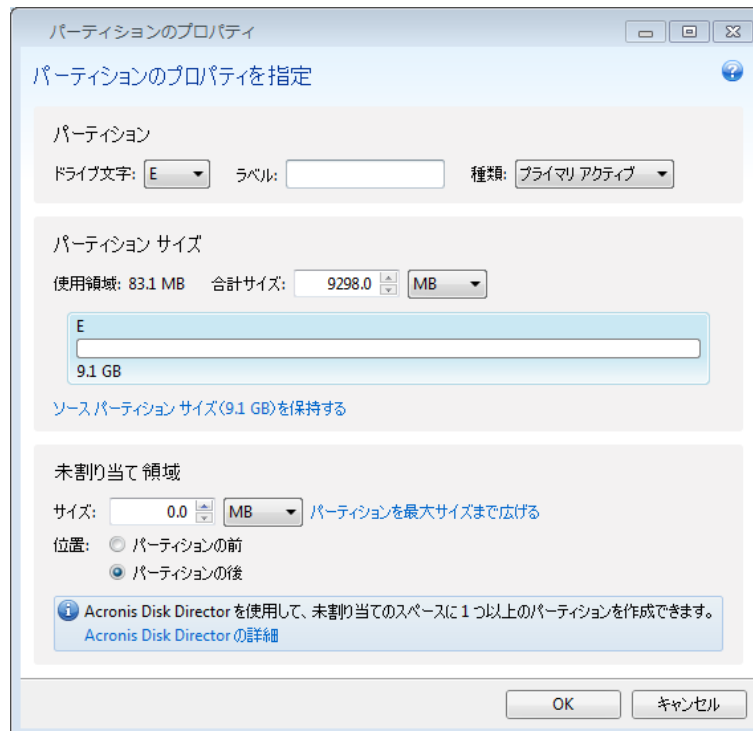 パーティションのプロパティ
パーティションのプロパティを指定
パーティション
ドライブ文字: E ラベル: 種類: プライマリ アクティブ
パーティション サイズ
使用領域: 83.1 MB 合計サイズ: 9298.0 MB
E
9.1 GB
ソース パーティション サイズ(9.1 GB)を保持する
未割り当て領域
サイズ: 0.0 MB パーティションを最大サイズまで広げる
位置: パーティションの前
パーティションの後
Acronis Disk Director を使用して、未割り当てのスペースに 1 つ以上のパーティションを作成できます。
Acronis Disk Director の詳細
OK キャンセル